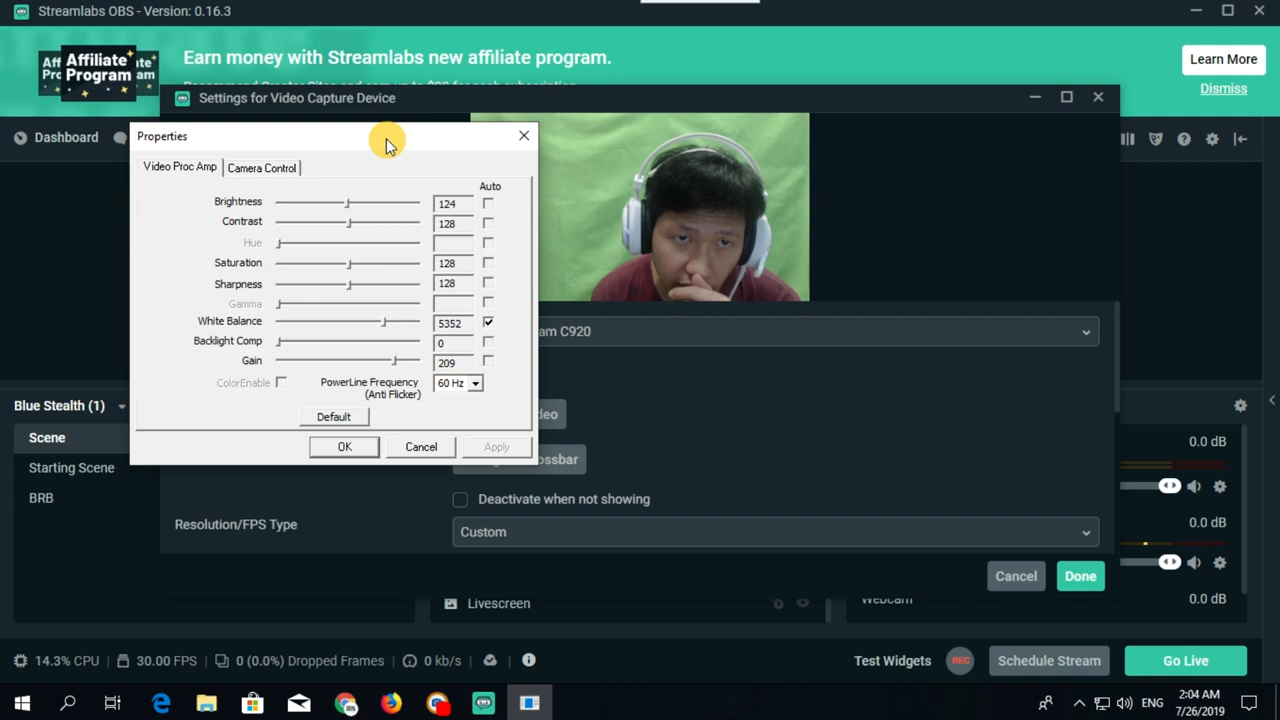 Streamlabs OBS - Version: 0.16.3
Affiliate
Program
Earn money with Streamlabs new affiliate program.
Learn More
Dismiss
Settings for Video Capture Device
Dashboard
Properties
Video Proc Amp
Camera Control
Auto
Brightness 124
Contrast 128
Hue
Saturation 128
Sharpness 128
Gamma
White Balance 5352
Backlight Comp 0
Gain 209
ColorEnable PowerLine Frequency 60 Hz
(Anti Flicker)
Default
OK Cancel Apply
am C920
deo
ossbar
Deactivate when not showing
Resolution/FPS Type Custom
Cancel Done
Blue Stealth (1)
Scene
Starting Scene
BRB
0.0 dB
0.0 dB
Livescreen
Webcam 0.0 dB
14.3% CPU 30.00 FPS 0 (0.0%) Dropped Frames 0 kb/s
Test Widgets REC Schedule Stream Go Live
ENG
2:04 AM
7/26/2019